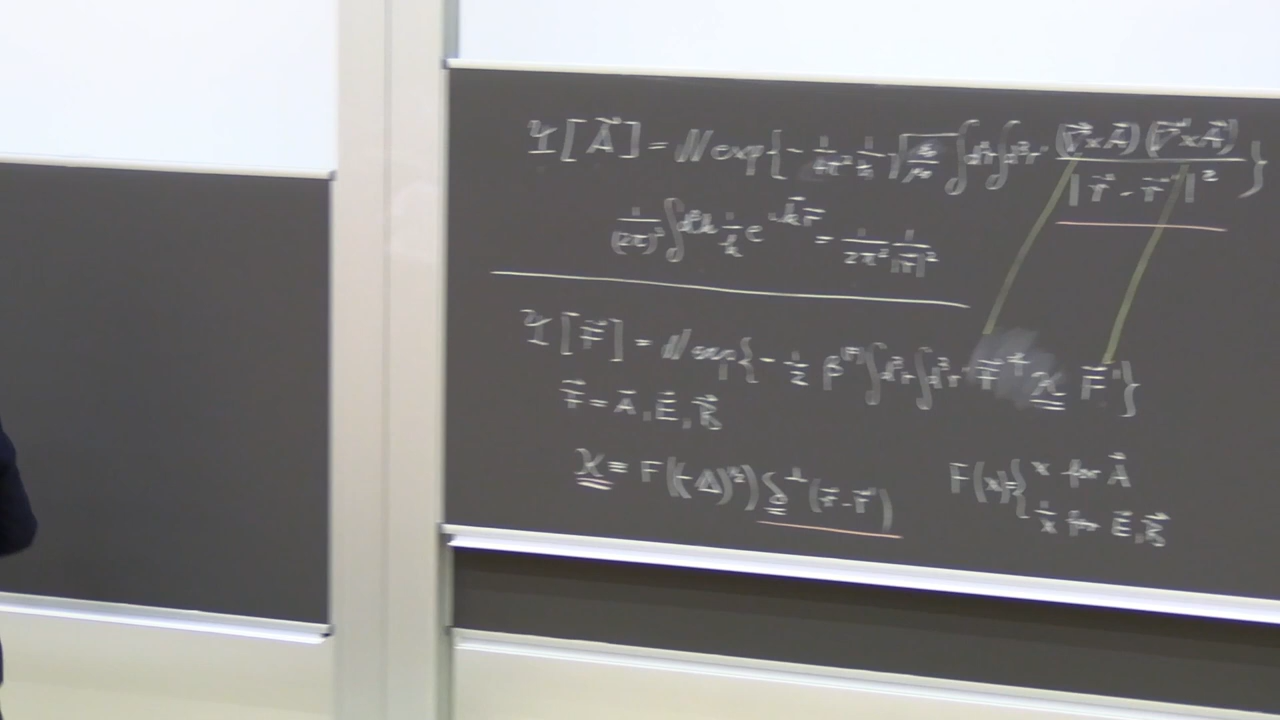 Ψ[A⃗] = N exp{ - 1/4π² 1/ħ √(ε₀/μ₀) ∫d³r ∫d³r' (∇⃗×A⃗)(∇⃗'×A⃗') / |r⃗ - r⃗'|² }
1/(2π)³ ∫d³k 1/k e^{-ik⃗r⃗} = 1/2π² 1/|r⃗|²
Ψ[F⃗] = N exp{ - 1/2 β ∫d³r ∫d³r' F⃗⁺ K F⃗' }
F⃗ = A⃗, E⃗, B⃗
K = F((-Δ)^½) δ^⊥ (r⃗-r⃗')
F(x) = { x for A⃗
1/x for E⃗, B⃗